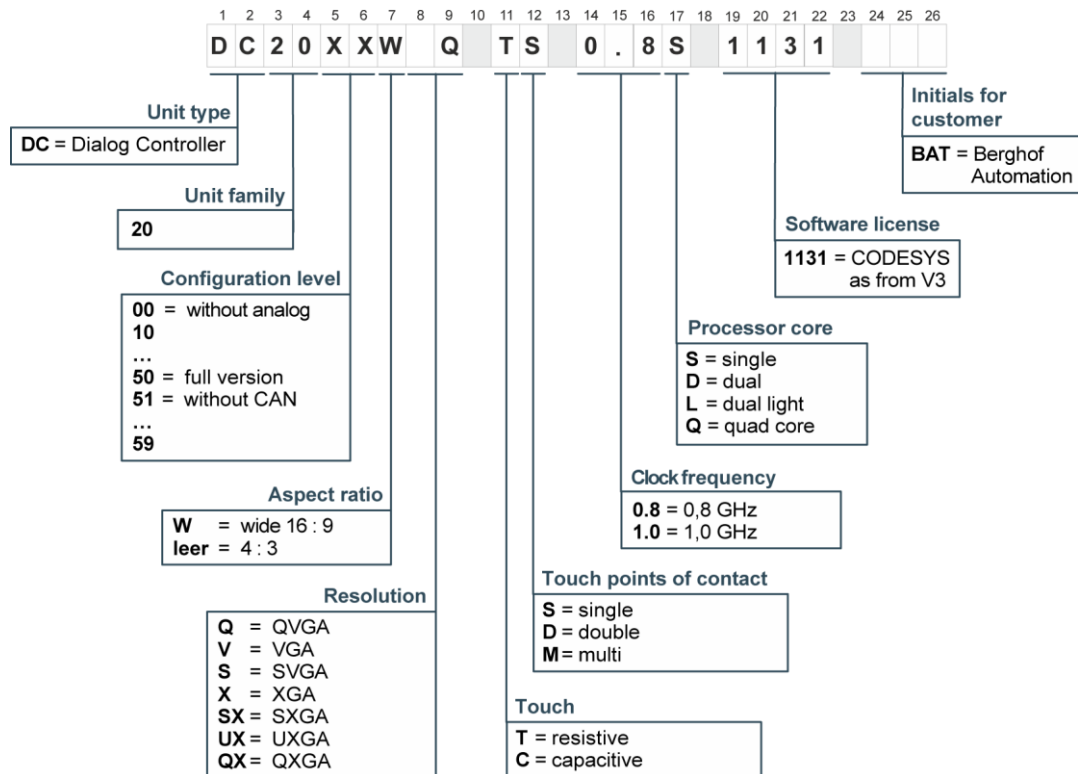 1 2 3 4 5 6 7 8 9 10 11 12 13 14 15 16 17 18 19 20 21 22 23 24 25 26
D C 2 0 X X W Q T S 0 . 8 S 1 1 3 1
Unit type
DC = Dialog Controller
Unit family
20
Configuration level
00 = without analog
10
...
50 = full version
51 = without CAN
...
59
Aspect ratio
W = wide 16 : 9
leer = 4 : 3
Resolution
Q = QVGA
V = VGA
S = SVGA
X = XGA
SX = SXGA
UX = UXGA
QX = QXGA
Touch
T = resistive
C = capacitive
Touch points of contact
S = single
D = double
M = multi
Clock frequency
0.8 = 0,8 GHz
1.0 = 1,0 GHz
Processor core
S = single
D = dual
L = dual light
Q = quad core
Software license
1131 = CODESYS
as from V3
Initials for
customer
BAT = Berghof
Automation